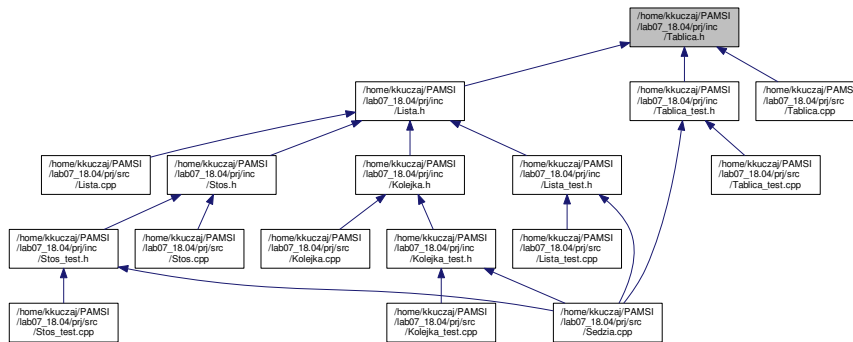 /home/kkuczaj/PAMSI
/lab07_18.04/prj/inc
/Tablica.h
/home/kkuczaj/PAMSI
/lab07_18.04/prj/inc
/Lista.h
/home/kkuczaj/PAMSI
/lab07_18.04/prj/inc
/Tablica_test.h
/home/kkuczaj/PAMSI
/lab07_18.04/prj/src
/Tablica.cpp
/home/kkuczaj/PAMSI
/lab07_18.04/prj/src
/Lista.cpp
/home/kkuczaj/PAMSI
/lab07_18.04/prj/inc
/Stos.h
/home/kkuczaj/PAMSI
/lab07_18.04/prj/inc
/Kolejka.h
/home/kkuczaj/PAMSI
/lab07_18.04/prj/inc
/Lista_test.h
/home/kkuczaj/PAMSI
/lab07_18.04/prj/src
/Tablica_test.cpp
/home/kkuczaj/PAMSI
/lab07_18.04/prj/inc
/Stos_test.h
/home/kkuczaj/PAMSI
/lab07_18.04/prj/src
/Stos.cpp
/home/kkuczaj/PAMSI
/lab07_18.04/prj/src
/Kolejka.cpp
/home/kkuczaj/PAMSI
/lab07_18.04/prj/inc
/Kolejka_test.h
/home/kkuczaj/PAMSI
/lab07_18.04/prj/src
/Lista_test.cpp
/home/kkuczaj/PAMSI
/lab07_18.04/prj/src
/Stos_test.cpp
/home/kkuczaj/PAMSI
/lab07_18.04/prj/src
/Kolejka_test.cpp
/home/kkuczaj/PAMSI
/lab07_18.04/prj/src
/Sedzia.cpp